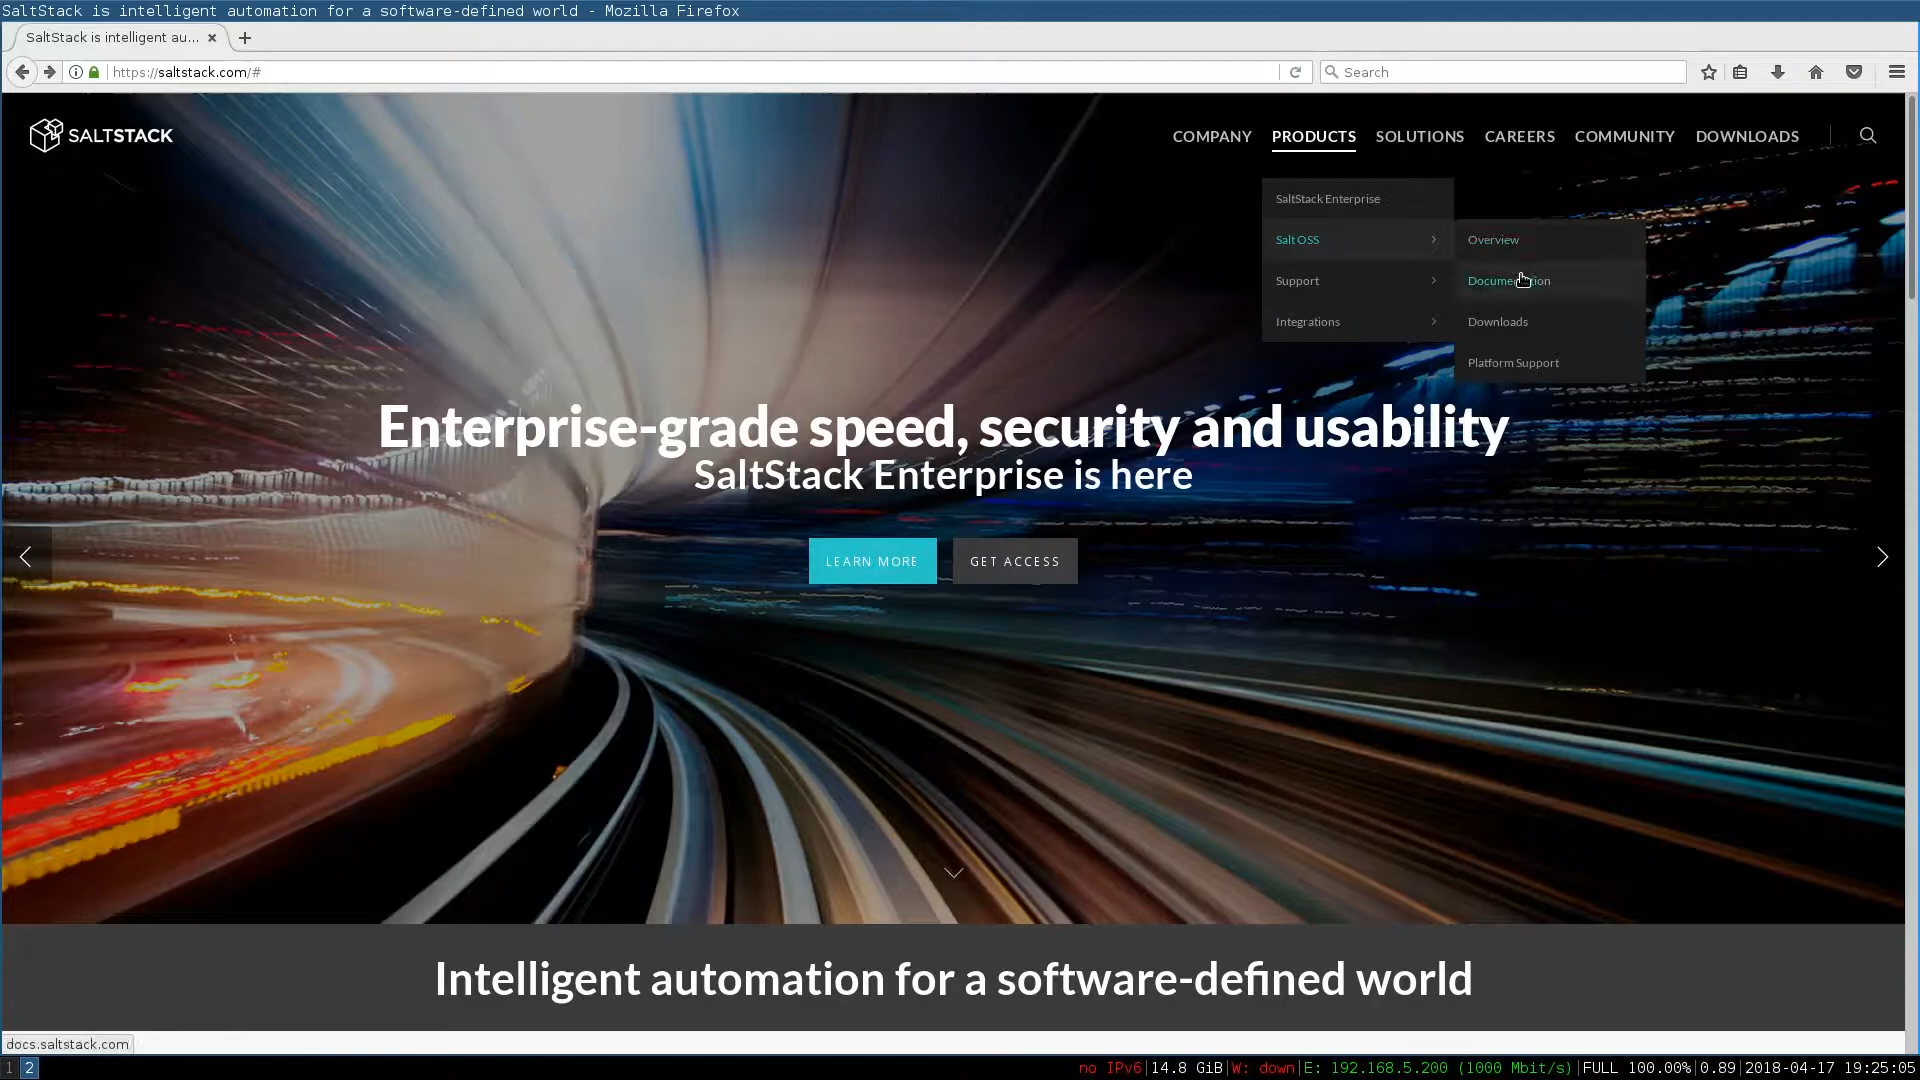 SaltStack is intelligent automation for a software-defined world - Mozilla Firefox
SaltStack is intelligent au...
https://saltstack.com/#
Search
SALTSTACK
COMPANY PRODUCTS SOLUTIONS CAREERS COMMUNITY DOWNLOADS
SaltStack Enterprise
Salt OSS
Support
Integrations
Overview
Documentation
Downloads
Platform Support
Enterprise-grade speed, security and usability
SaltStack Enterprise is here
LEARN MORE GET ACCESS
Intelligent automation for a software-defined world
docs.saltstack.com
1 2 no IPv6|14.8 GiB|W: down|E: 192.168.5.200 (1000 Mbit/s)|FULL 100.00%|0.89|2018-04-17 19:25:05